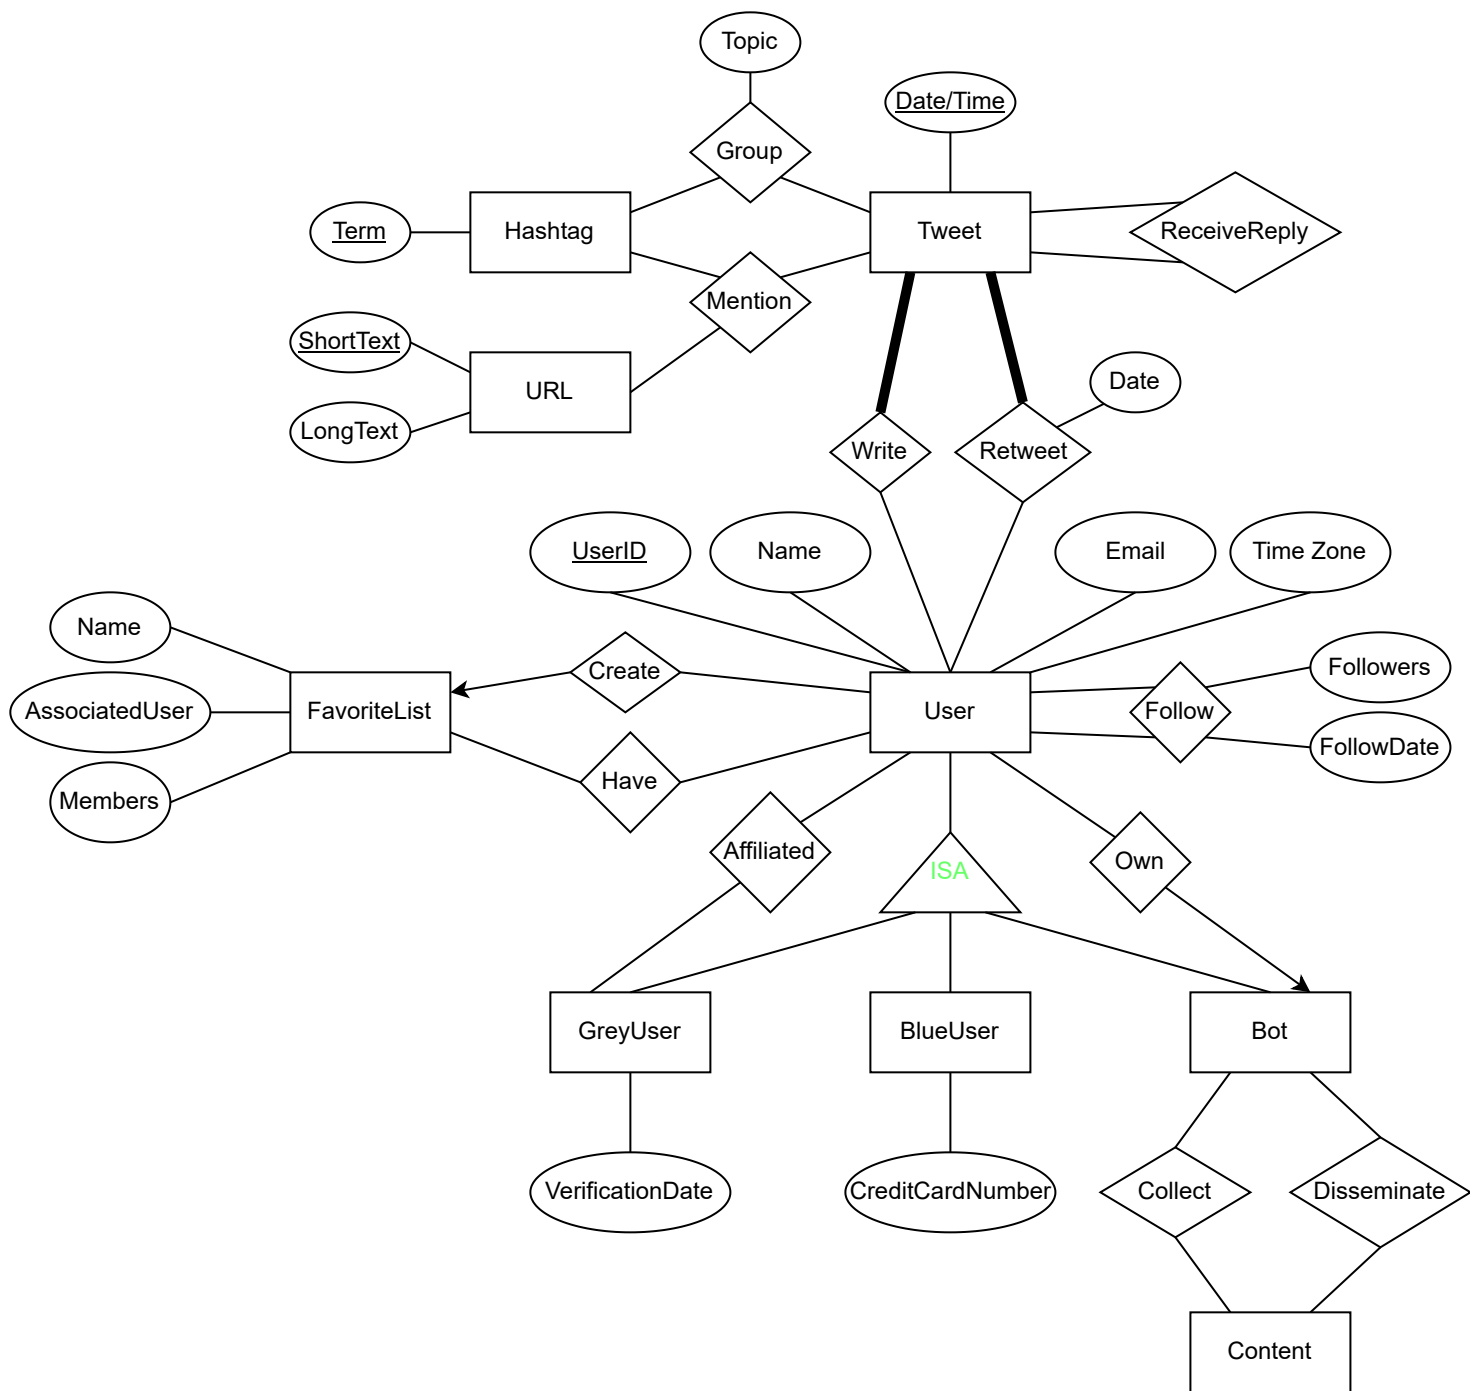 Topic
Date/Time
Group
Term
Hashtag
Tweet
ReceiveReply
Mention
ShortText
URL
LongText
Date
Write
Retweet
UserID
Name
Email
Time Zone
Name
Create
Followers
AssociatedUser
FavoriteList
User
Follow
FollowDate
Members
Have
Affiliated
ISA
Own
GreyUser
BlueUser
Bot
VerificationDate
CreditCardNumber
Collect
Disseminate
Content